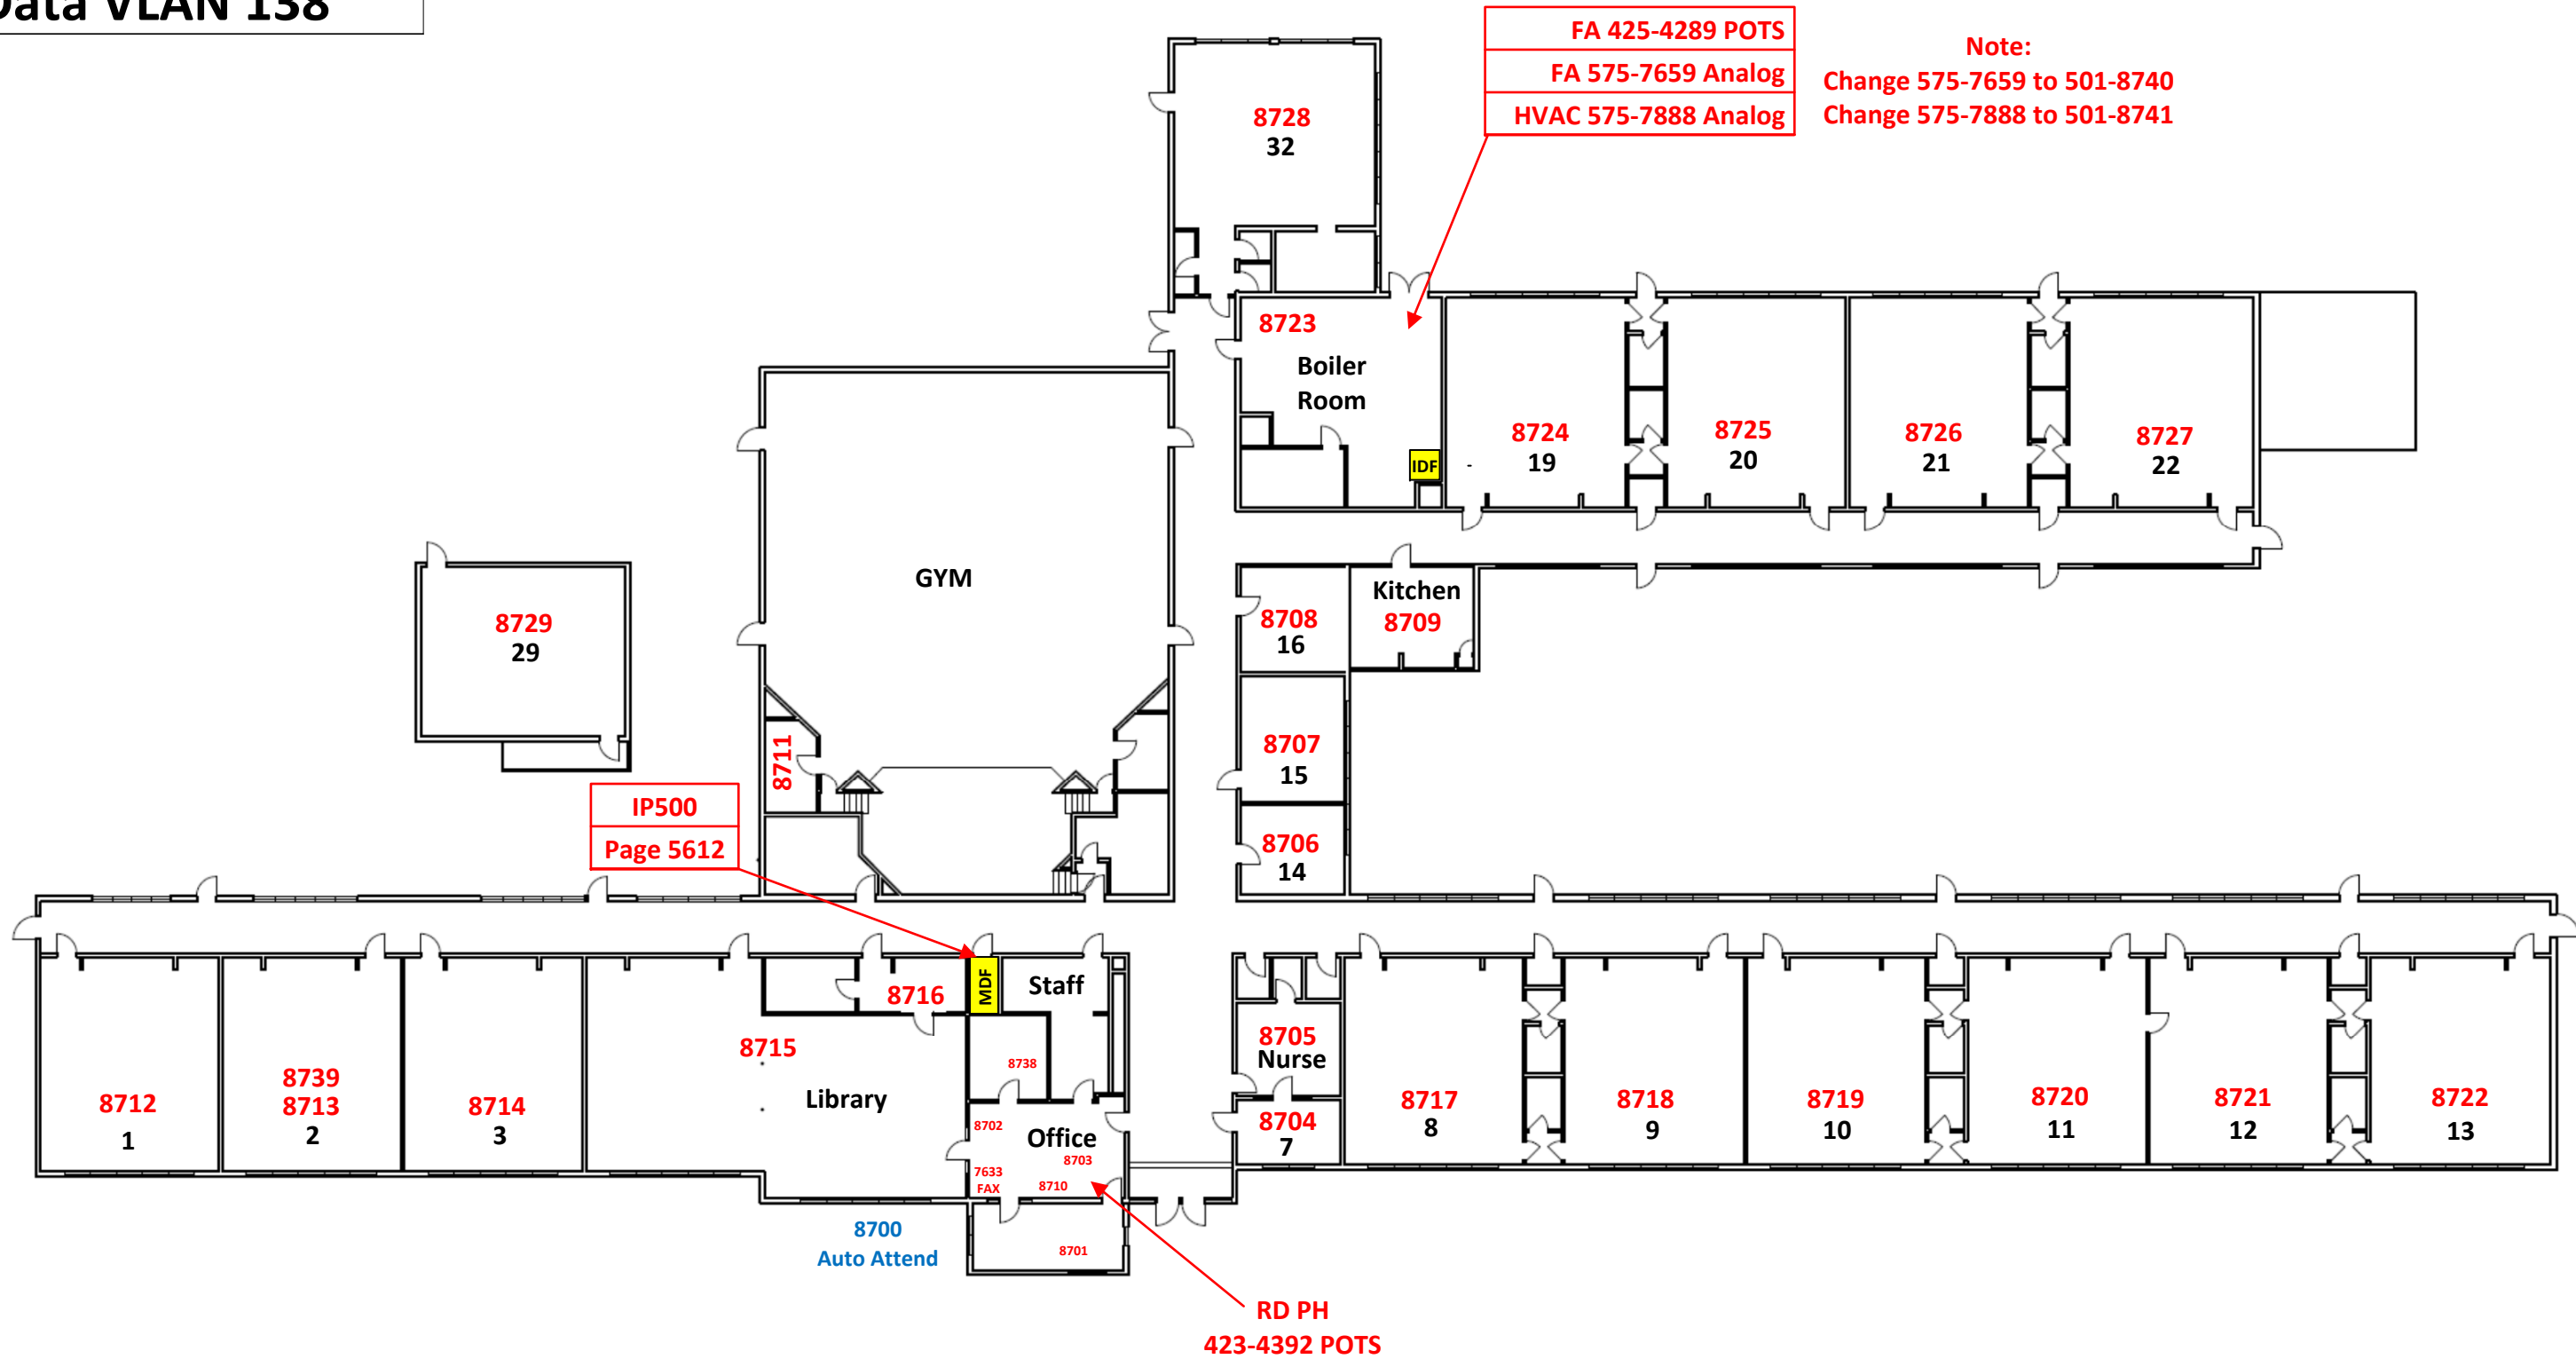 Data VLAN 138
FA 425-4289 POTS
FA 575-7659 Analog
HVAC 575-7888 Analog
Note:
Change 575-7659 to 501-8740
Change 575-7888 to 501-8741
8728
32
8723
Boiler
Room
IDF
8724
19
8725
20
8726
21
8727
22
GYM
8729
29
8708
16
Kitchen
8709
8707
15
8706
14
8711
IP500
Page 5612
MDF
Staff
8716
8715
Library
8738
8712
1
8739
8713
2
8714
3
8702
Office
8703
7633
FAX
8710
8701
8700
Auto Attend
RD PH
423-4392 POTS
8705
Nurse
8704
7
8717
8
8718
9
8719
10
8720
11
8721
12
8722
13